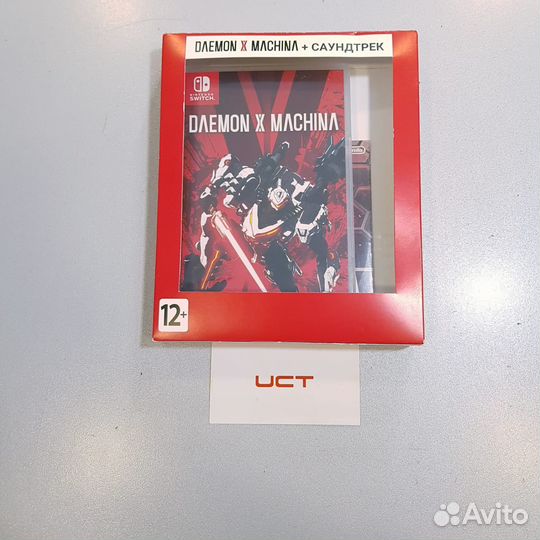 DAEMON X MACHINA + САУНДТРЕК
NINTENDO
SWITCH
DAEMON X MACHINA
12+
UCT
Avito